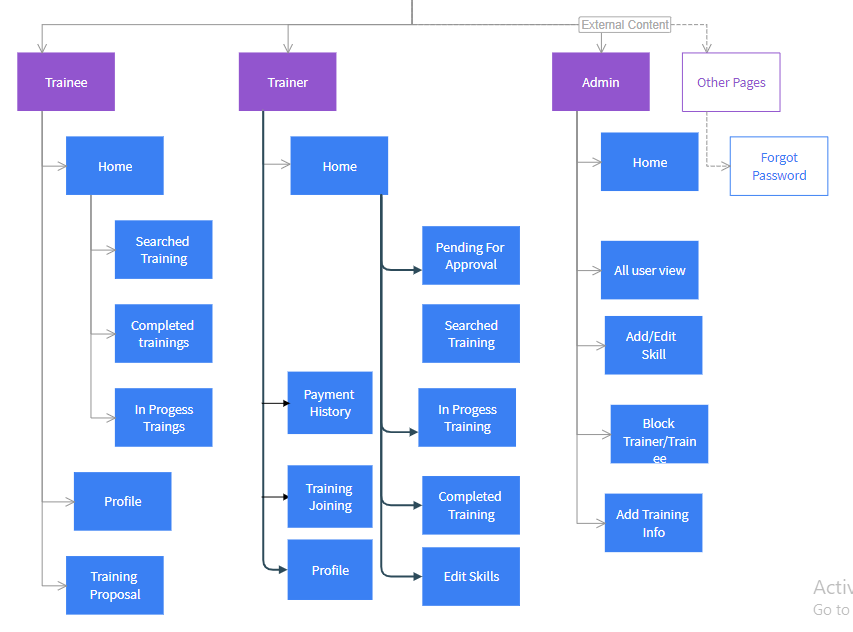 External Content
Trainee
Trainer
Admin
Other Pages
Home
Home
Home
Forgot
Password
Searched
Training
Completed
trainings
In Progess
Traings
Profile
Training
Proposal
Pending For
Approval
Searched
Training
Payment
History
In Progess
Training
Training
Joining
Completed
Training
Profile
Edit Skills
All user view
Add/Edit
Skill
Block
Trainer/Train
ee
Add Training
Info
Activ
Go to